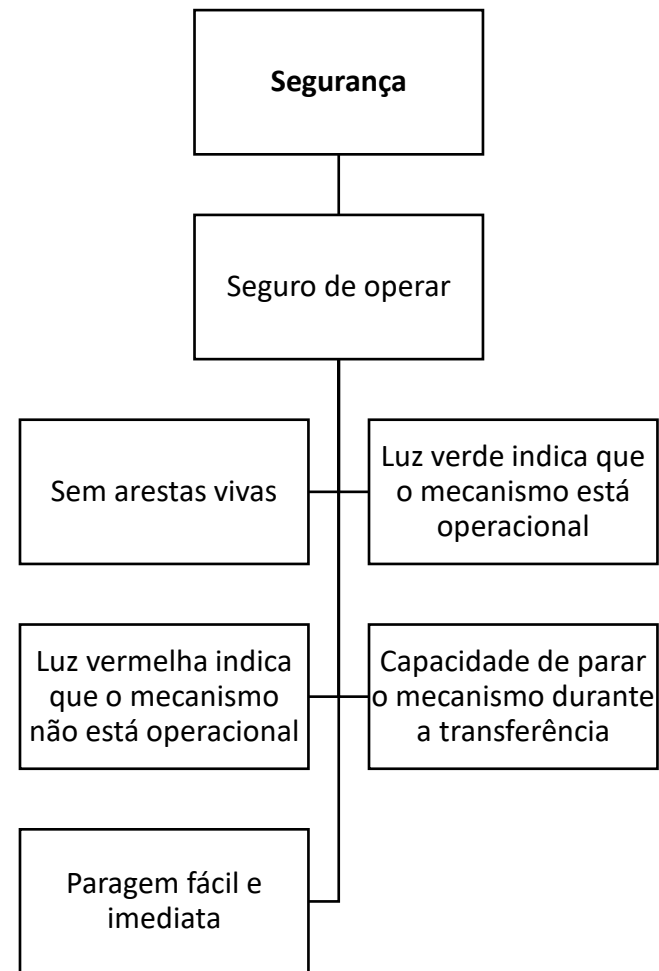 Segurança
Seguro de operar
Sem arestas vivas
Luz verde indica que
o mecanismo está
operacional
Luz vermelha indica
que o mecanismo
não está operacional
Capacidade de parar
o mecanismo durante
a transferência
Paragem fácil e
imediata